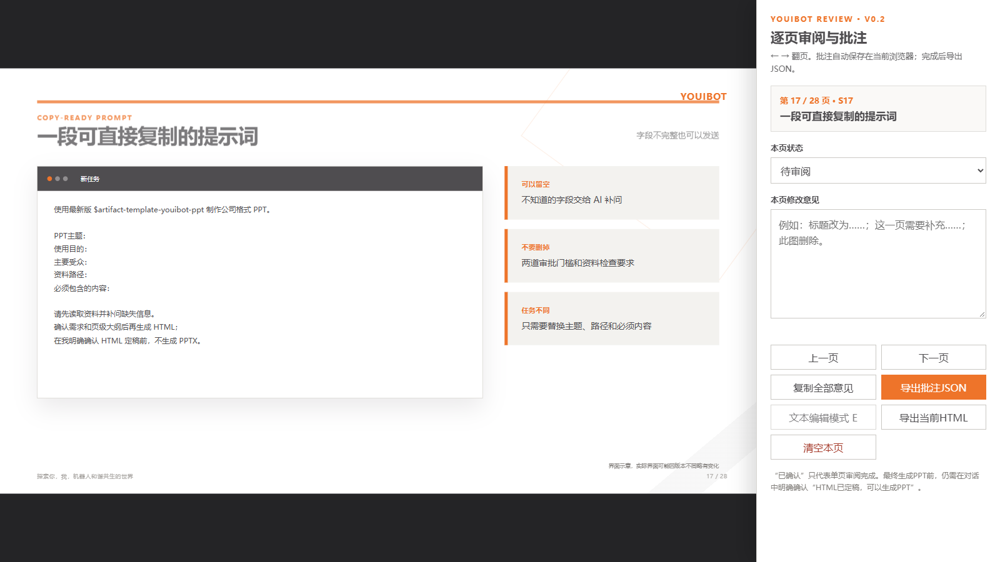 YOUIBOT
COPY-READY PROMPT
一段可直接复制的提示词
字段不完整也可以发送
新任务
使用最新版 $artifact-template-youibot-ppt 制作公司格式 PPT。
PPT主题：
使用目的：
主要受众：
资料路径：
必须包含的内容：
请先读取资料并补问缺失信息。
确认需求和页级大纲后再生成 HTML；
在我明确确认 HTML 定稿前，不生成 PPTX。
可以留空
不知道的字段交给 AI 补问
不要删掉
两道审批门槛和资料检查要求
任务不同
只需要替换主题、路径和必须内容
界面示意，实际界面可能因版本不同略有变化
探索你、我、机器人和谐共生的世界
17 / 28
YOUIBOT REVIEW • V0.2
逐页审阅与批注
← → 翻页。批注自动保存在当前浏览器；完成后导出
JSON。
第 17 / 28 页 • S17
一段可直接复制的提示词
本页状态
待审阅
本页修改意见
例如：标题改为……；这一页需要补充……；
此图删除。
上一页
下一页
复制全部意见
导出批注JSON
文本编辑模式 E
导出当前HTML
清空本页
“已确认”只代表单页审阅完成。最终生成PPT前，仍需在对话
中明确确认“HTML已定稿，可以生成PPT”。